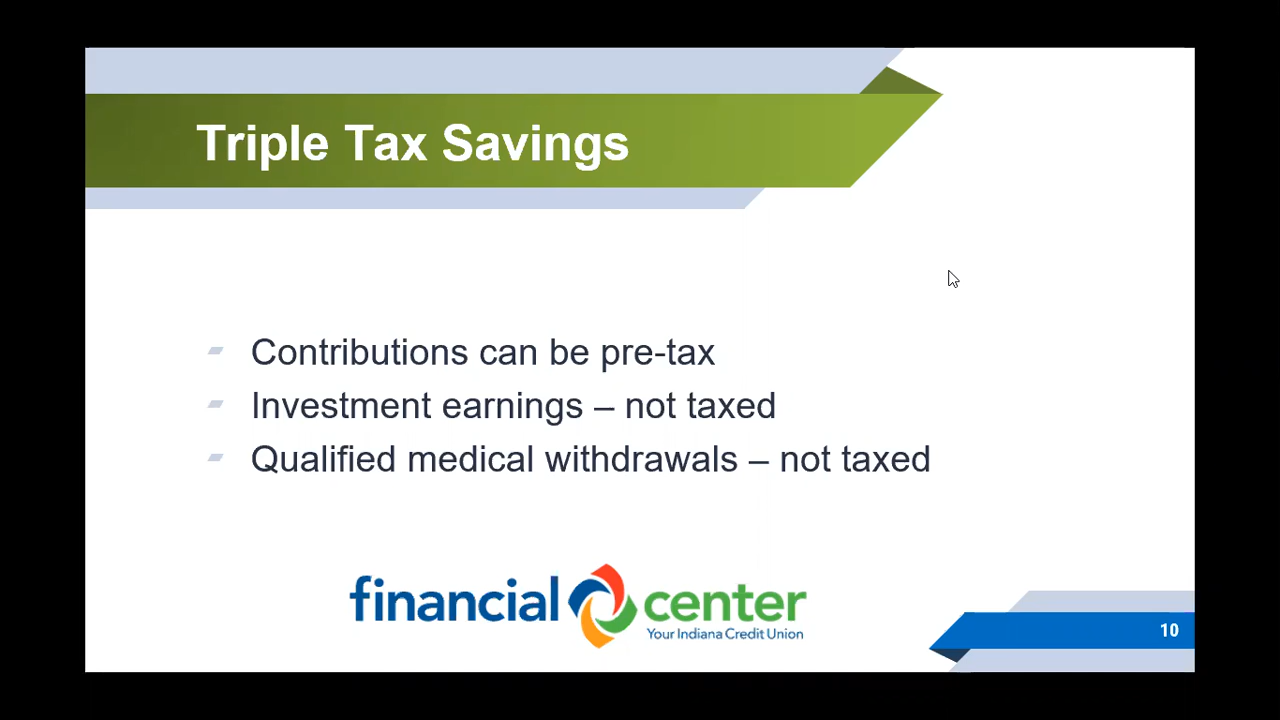 Triple Tax Savings
Contributions can be pre-tax
Investment earnings – not taxed
Qualified medical withdrawals – not taxed
financial center
Your Indiana Credit Union
10